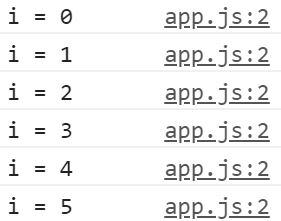 i = 0 app.js:2
i = 1 app.js:2
i = 2 app.js:2
i = 3 app.js:2
i = 4 app.js:2
i = 5 app.js:2